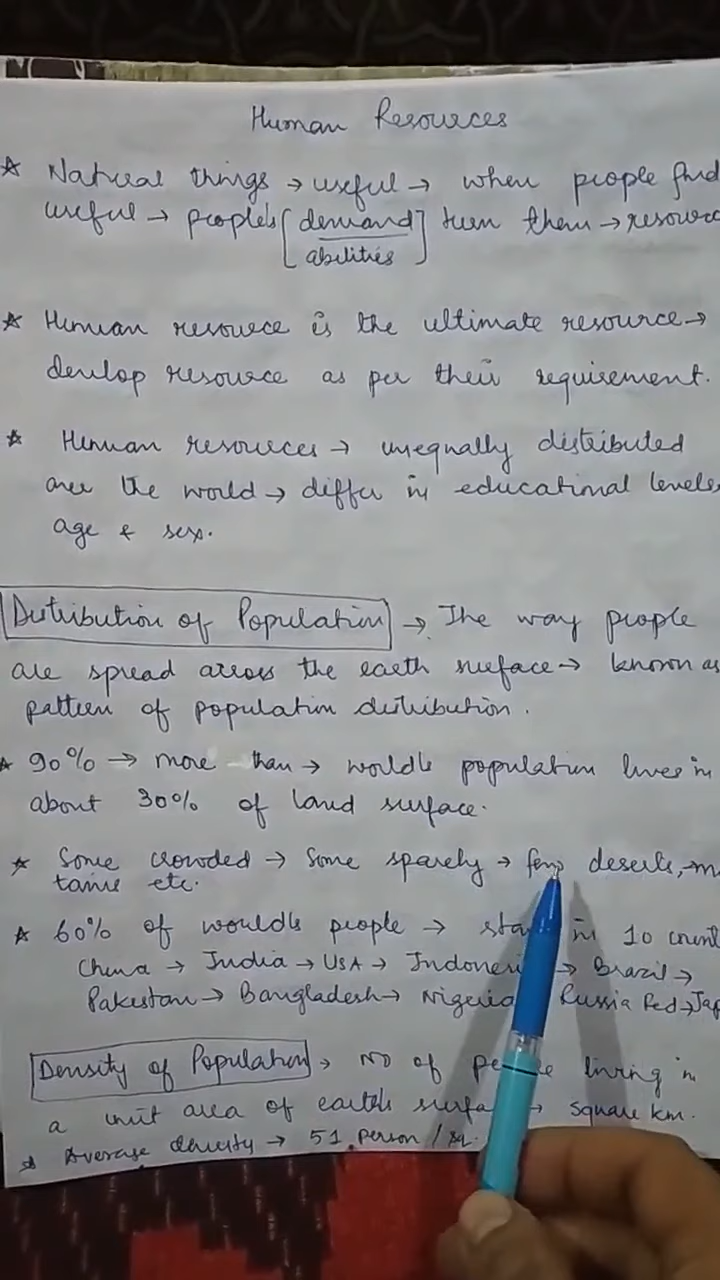 Human Resources
* Natural things → useful → when people find
useful → people's [demand/abilities] turn them → resource
* Human resource is the ultimate resource →
develop resource as per their requirement.
* Human resources → unequally distributed
over the world → differ in educational levels,
age & sex.
Distribution of Population → The way people
are spread across the earth surface → known as
pattern of population distribution.
* 90% → more than → world's population lives in
about 30% of land surface.
* Some crowded → Some sparely → few deserts, m
tains etc.
* 60% of world's people → stay in 10 count
China → India → USA → Indonesi → Brazil →
Pakistan → Bangladesh → Nigeria Russia Fed → Jap
Density of Population → No of people living in
a unit area of earth's surfa → square km.
* Average density → 51 person / sq.